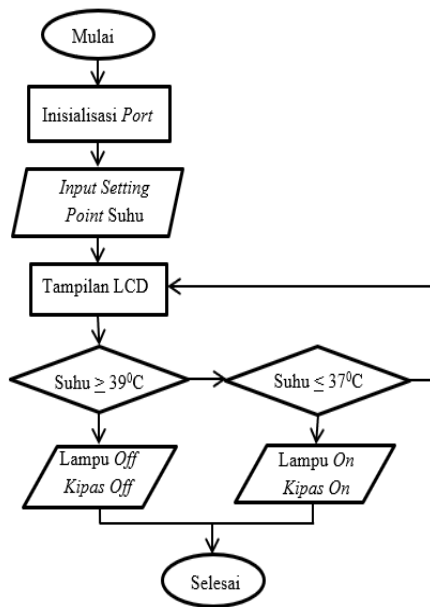 Mulai
Inisialisasi Port
Input Setting
Point Suhu
Tampilan LCD
Suhu ≥ 39⁰C
Suhu ≤ 37⁰C
Lampu Off
Kipas Off
Lampu On
Kipas On
Selesai